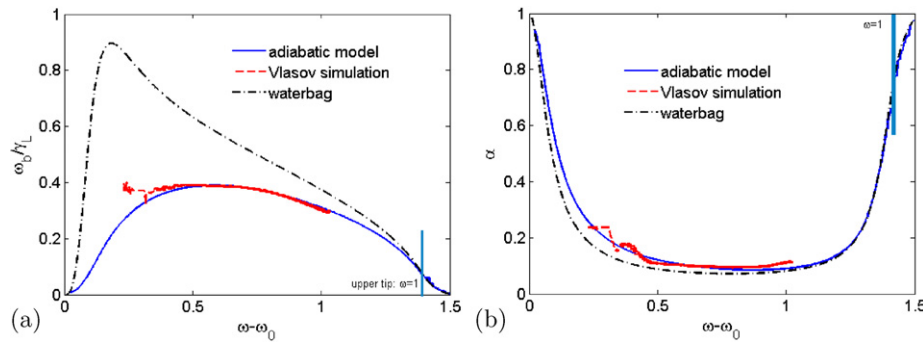 1
0.8
0.6
0.4
0.2
0
ω_b/γ_L
adiabatic model
Vlasov simulation
waterbag
upper tip: ω=1
0 0.5 1 1.5
ω-ω_0
(a)
1
0.8
0.6
0.4
0.2
0
α
ω=1
adiabatic model
Vlasov simulation
waterbag
0 0.5 1 1.5
ω-ω_0
(b)